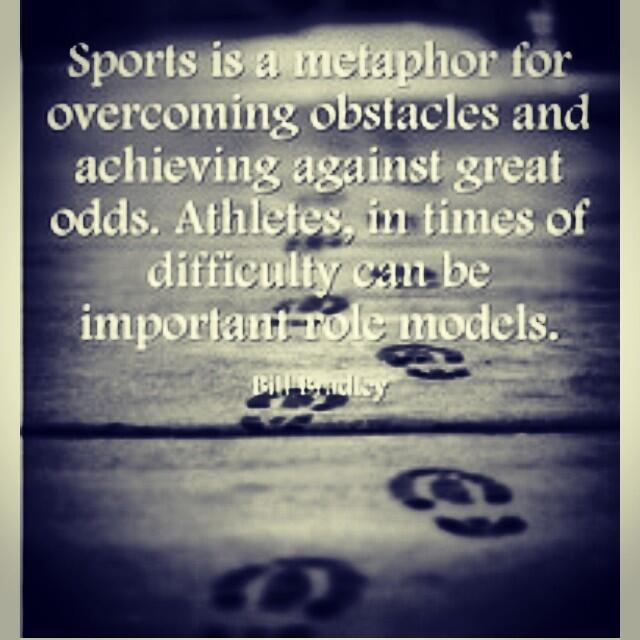 Sports is a metaphor for
overcoming obstacles and
achieving against great
odds. Athletes, in times of
difficulty can be
important role models.
Bill Bradley